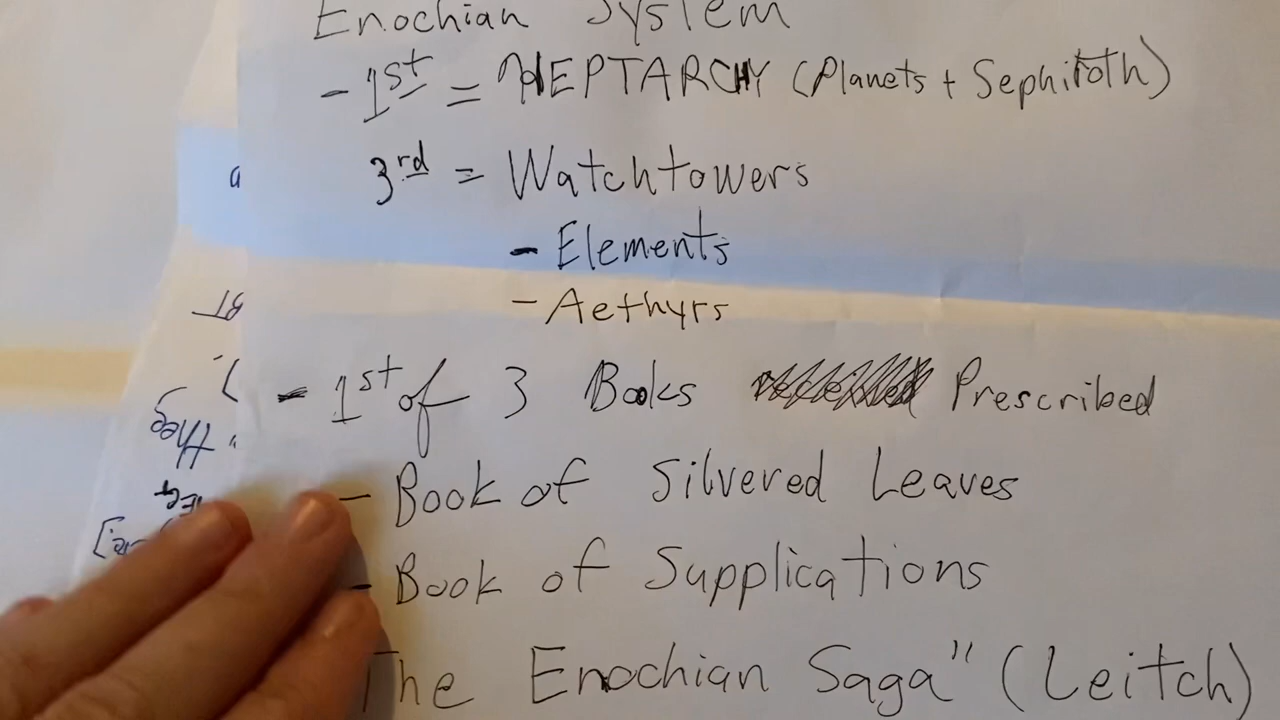 Enochian System
- 1st = HEPTARCHY (Planets + Sephiroth)
3rd = Watchtowers
- Elements
- Aethyrs
- 1st of 3 Books Prescribed
- Book of Silvered Leaves
- Book of Supplications
The Enochian Saga" (Leitch)